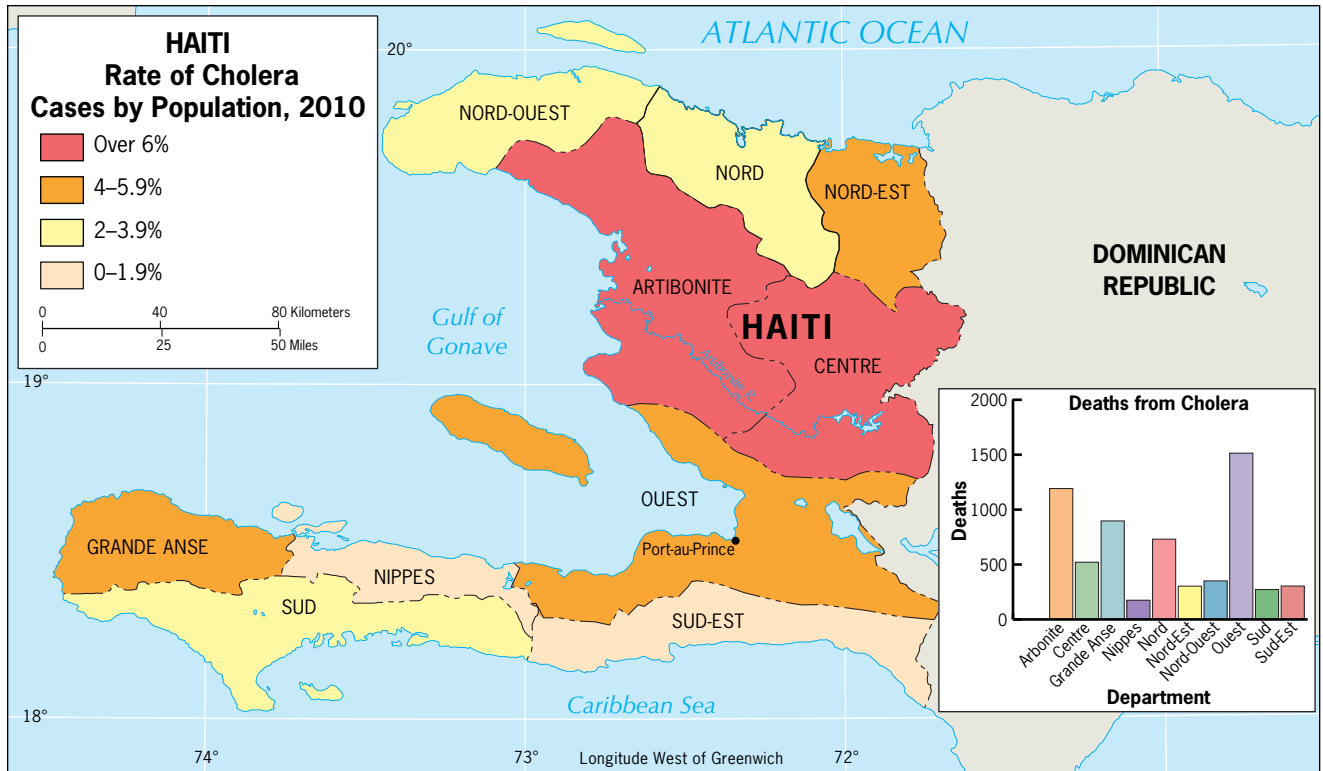 HAITI
Rate of Cholera
Cases by Population, 2010
Over 6%
4–5.9%
2–3.9%
0–1.9%
0 40 80 Kilometers
0 25 50 Miles
ATLANTIC OCEAN
20°
NORD-OUEST
NORD
NORD-EST
DOMINICAN
REPUBLIC
ARTIBONITE
HAITI
Gulf of
Gonave
CENTRE
Artibonite R.
19°
OUEST
Port-au-Prince
GRANDE ANSE
NIPPES
SUD
SUD-EST
Caribbean Sea
18°
74°
73°
72°
Longitude West of Greenwich
Deaths from Cholera
2000
1500
1000
500
0
Deaths
Arbonite
Centre
Grande Anse
Nippes
Nord
Nord-Est
Nord-Ouest
Ouest
Sud
Sud-Est
Department